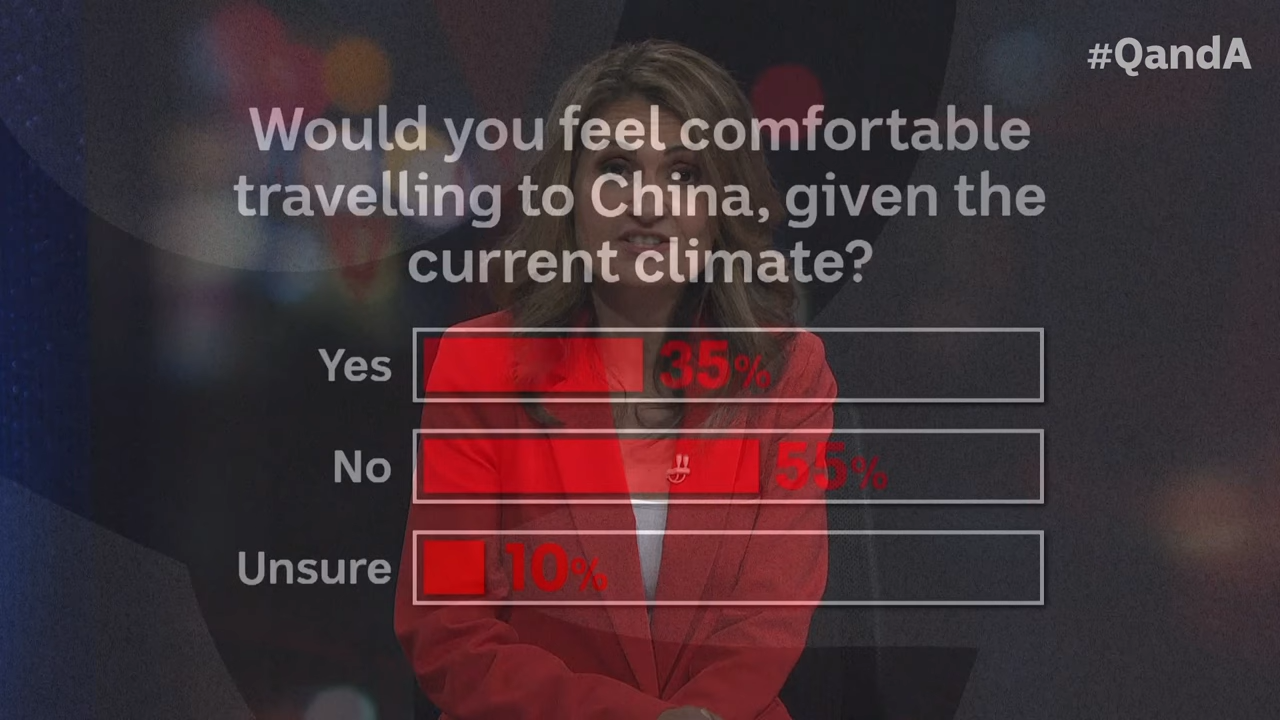 #QandA
Would you feel comfortable
travelling to China, given the
current climate?
Yes 35%
No 55%
Unsure 10%